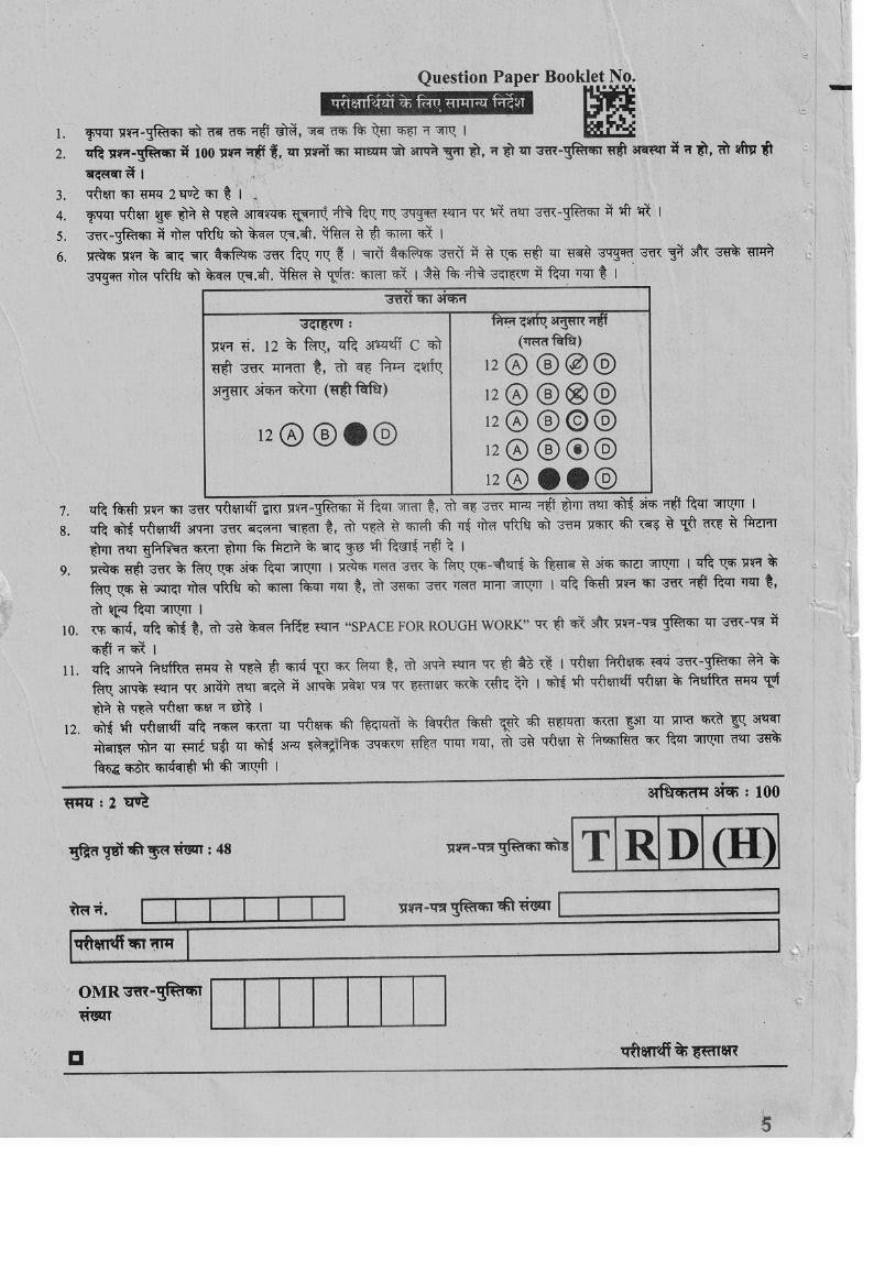 Question Paper Booklet No.
परीक्षार्थियों के लिए सामान्य निर्देश
1. कृपया प्रश्न-पुस्तिका को तब तक नहीं खोलें, जब तक कि ऐसा कहा न जाए ।
2. यदि प्रश्न-पुस्तिका में 100 प्रश्न नहीं हैं, या प्रश्नों का माध्यम जो आपने चुना हो, न हो या उत्तर-पुस्तिका सही अवस्था में न हो, तो शीघ्र ही
बदलवा लें ।
3. परीक्षा का समय 2 घण्टे का है ।
4. कृपया परीक्षा शुरू होने से पहले आवश्यक सूचनाएँ नीचे दिए गए उपयुक्त स्थान पर भरें तथा उत्तर-पुस्तिका में भी भरें ।
5. उत्तर-पुस्तिका में गोल परिधि को केवल एच.बी. पेंसिल से ही काला करें ।
6. प्रत्येक प्रश्न के बाद चार वैकल्पिक उत्तर दिए गए हैं । चारों वैकल्पिक उत्तरों में से एक सही या सबसे उपयुक्त उत्तर चुनें और उसके सामने
उपयुक्त गोल परिधि को केवल एच.बी. पेंसिल से पूर्णतः काला करें । जैसे कि नीचे उदाहरण में दिया गया है ।
उत्तरों का अंकन
उदाहरण :
प्रश्न सं. 12 के लिए, यदि अभ्यर्थी C को
सही उत्तर मानता है, तो वह निम्न दर्शाए
अनुसार अंकन करेगा (सही विधि)
12 A B D
निम्न दर्शाए अनुसार नहीं
(गलत विधि)
12 A B C D
12 A B C D
12 A B C D
12 A B C D
12 A D
7. यदि किसी प्रश्न का उत्तर परीक्षार्थी द्वारा प्रश्न-पुस्तिका में दिया जाता है, तो वह उत्तर मान्य नहीं होगा तथा कोई अंक नहीं दिया जाएगा ।
8. यदि कोई परीक्षार्थी अपना उत्तर बदलना चाहता है, तो पहले से काली की गई गोल परिधि को उत्तम प्रकार की रबड़ से पूरी तरह से मिटाना
होगा तथा सुनिश्चित करना होगा कि मिटाने के बाद कुछ भी दिखाई नहीं दे ।
9. प्रत्येक सही उत्तर के लिए एक अंक दिया जाएगा । प्रत्येक गलत उत्तर के लिए एक-चौथाई के हिसाब से अंक काटा जाएगा । यदि एक प्रश्न के
लिए एक से ज्यादा गोल परिधि को काला किया गया है, तो उसका उत्तर गलत माना जाएगा । यदि किसी प्रश्न का उत्तर नहीं दिया गया है,
तो शून्य दिया जाएगा ।
10. रफ कार्य, यदि कोई है, तो उसे केवल निर्दिष्ट स्थान “SPACE FOR ROUGH WORK” पर ही करें और प्रश्न-पत्र पुस्तिका या उत्तर-पत्र में
कहीं न करें ।
11. यदि आपने निर्धारित समय से पहले ही कार्य पूरा कर लिया है, तो अपने स्थान पर ही बैठे रहें । परीक्षा निरीक्षक स्वयं उत्तर-पुस्तिका लेने के
लिए आपके स्थान पर आयेंगे तथा बदले में आपके प्रवेश पत्र पर हस्ताक्षर करके रसीद देंगे । कोई भी परीक्षार्थी परीक्षा के निर्धारित समय पूर्ण
होने से पहले परीक्षा कक्ष न छोड़े ।
12. कोई भी परीक्षार्थी यदि नकल करता या परीक्षक की हिदायतों के विपरीत किसी दूसरे की सहायता करता हुआ या प्राप्त करते हुए अथवा
मोबाइल फोन या स्मार्ट घड़ी या कोई अन्य इलेक्ट्रॉनिक उपकरण सहित पाया गया, तो उसे परीक्षा से निष्कासित कर दिया जाएगा तथा उसके
विरुद्ध कठोर कार्यवाही भी की जाएगी ।
समय : 2 घण्टे अधिकतम अंक : 100
मुद्रित पृष्ठों की कुल संख्या : 48 प्रश्न-पत्र पुस्तिका कोड T R D (H)
रोल नं. प्रश्न-पत्र पुस्तिका की संख्या
परीक्षार्थी का नाम
OMR उत्तर-पुस्तिका
संख्या
परीक्षार्थी के हस्ताक्षर
5